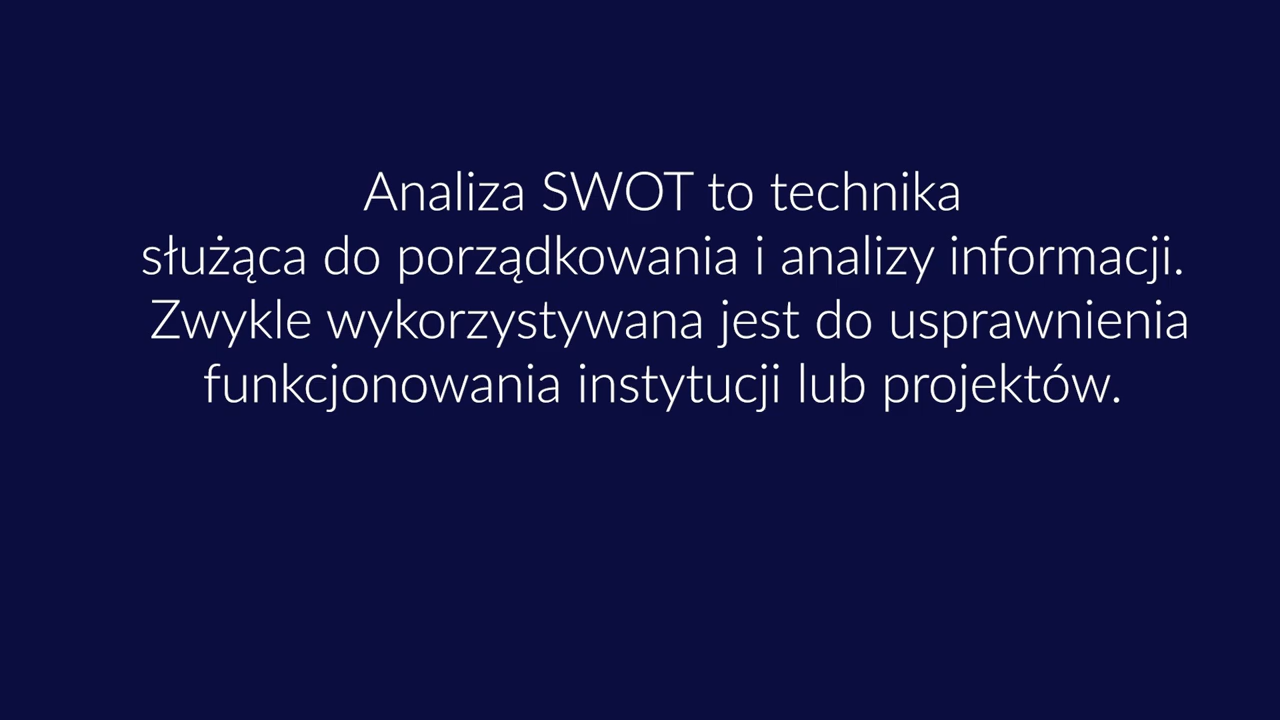 Analiza SWOT to technika
służąca do porządkowania i analizy informacji.
Zwykle wykorzystywana jest do usprawnienia
funkcjonowania instytucji lub projektów.